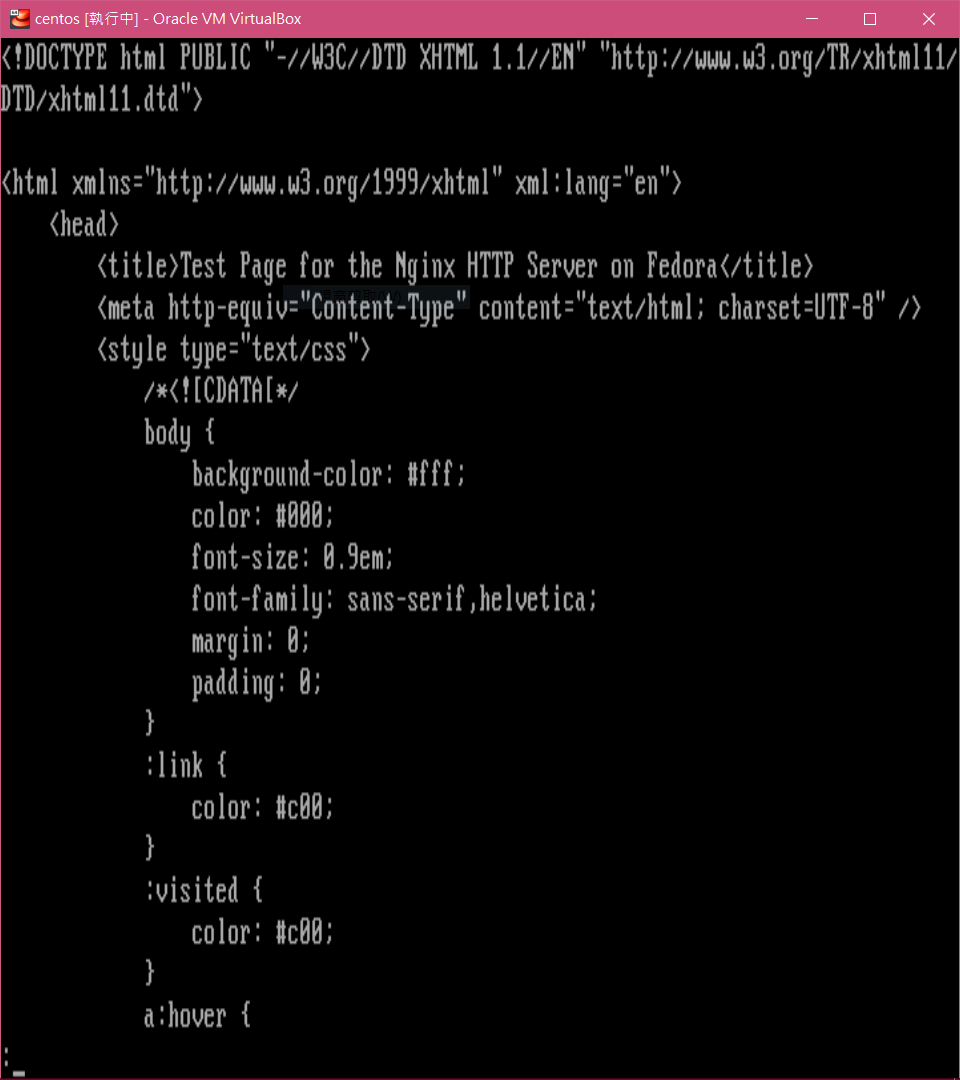 centos [執行中] - Oracle VM VirtualBox
<!DOCTYPE html PUBLIC "-//W3C//DTD XHTML 1.1//EN" "http://www.w3.org/TR/xhtml11/
DTD/xhtml11.dtd">
<html xmlns="http://www.w3.org/1999/xhtml" xml:lang="en">
    <head>
        <title>Test Page for the Nginx HTTP Server on Fedora</title>
        <meta http-equiv="Content-Type" content="text/html; charset=UTF-8" />
        <style type="text/css">
            /*<![CDATA[*/
            body {
                background-color: #fff;
                color: #000;
                font-size: 0.9em;
                font-family: sans-serif,helvetica;
                margin: 0;
                padding: 0;
            }
            :link {
                color: #c00;
            }
            :visited {
                color: #c00;
            }
            a:hover {
: